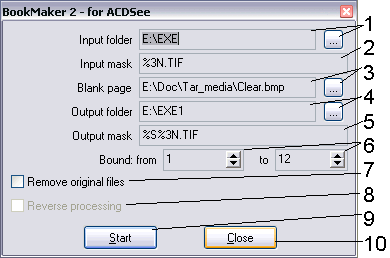 BookMaker 2 - for ACDSee
Input folder E:\EXE ... 1
Input mask %3N.TIF 2
Blank page E:\Doc\Tar_media\Clear.bmp ... 3
Output folder E:\EXE1 ... 4
Output mask %S%3N.TIF 5
Bound: from 1 to 12 6
Remove original files 7
Reverse processing 8
Start 9
Close 10